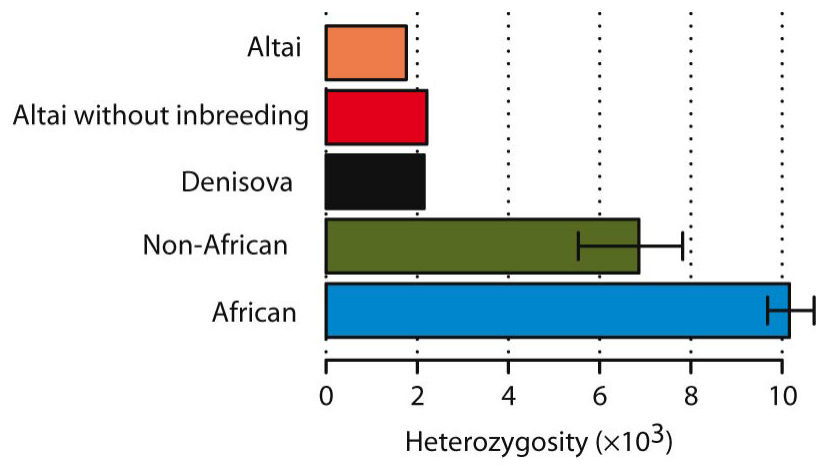 Altai
Altai without inbreeding
Denisova
Non-African
African
0 2 4 6 8 10
Heterozygosity (×10³)